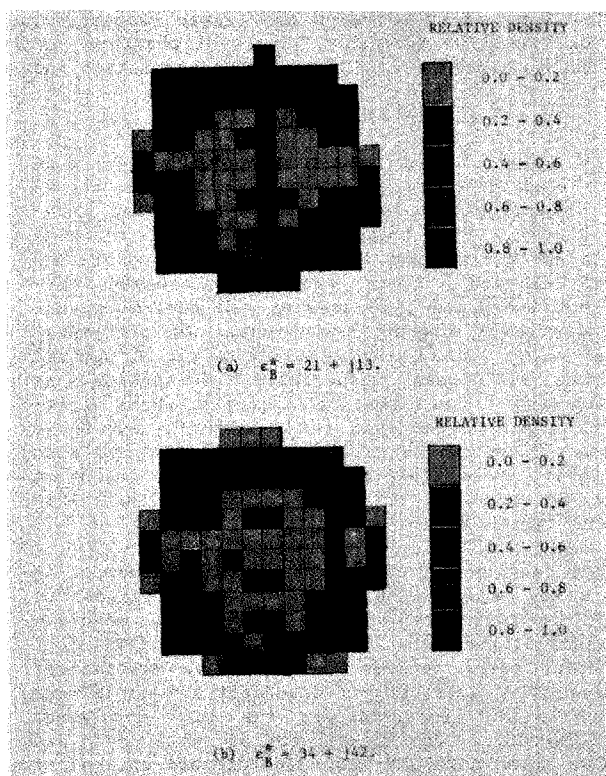 RELATIVE DENSITY
0.0 - 0.2
0.2 - 0.4
0.4 - 0.6
0.6 - 0.8
0.8 - 1.0
(a) ε*B = 21 + j13.
RELATIVE DENSITY
0.0 - 0.2
0.2 - 0.4
0.4 - 0.6
0.6 - 0.8
0.8 - 1.0
(b) ε*B = 34 + j42.